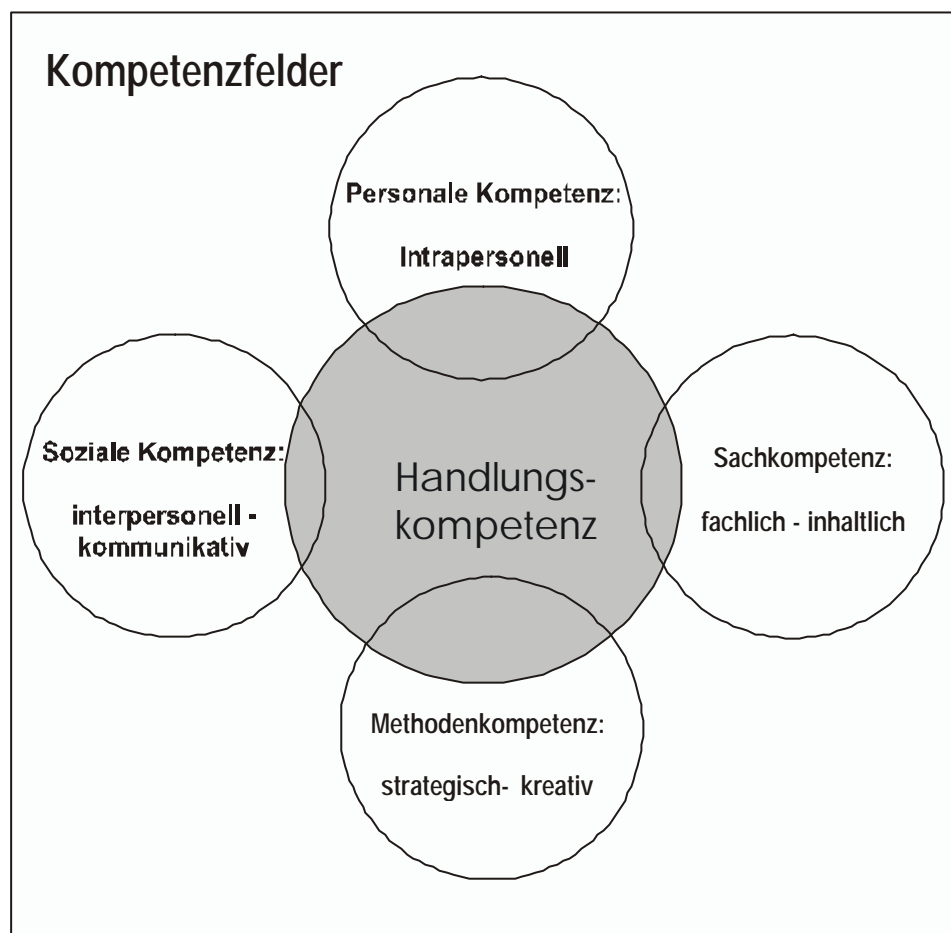 Kompetenzfelder
Personale Kompetenz:
Intrapersonell
Soziale Kompetenz:
interpersonell -
kommunikativ
Handlungs-
kompetenz
Sachkompetenz:
fachlich - inhaltlich
Methodenkompetenz:
strategisch- kreativ